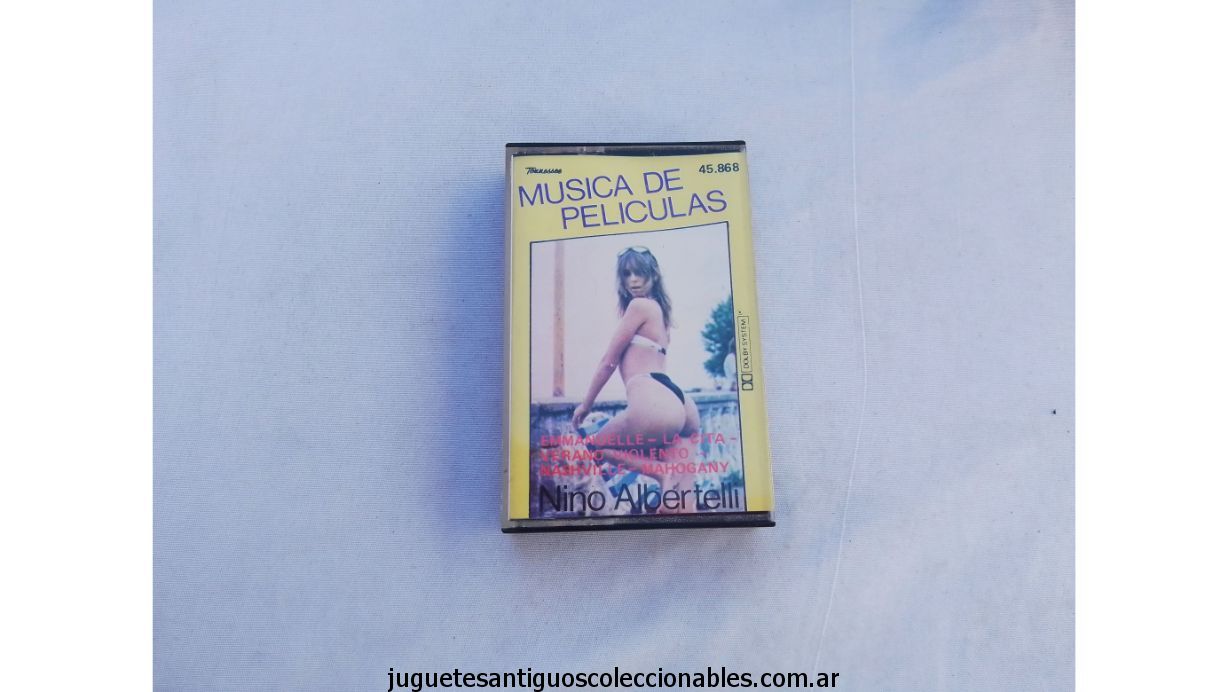 Tennessee
45.868
MUSICA DE
PELICULAS
DOLBY SYSTEM
EMMANUELLE - LA CITA -
VERANO VIOLENTO -
NASHVILLE - MAHOGANY
Nino Albertelli
juguetesantiguoscoleccionables.com.ar